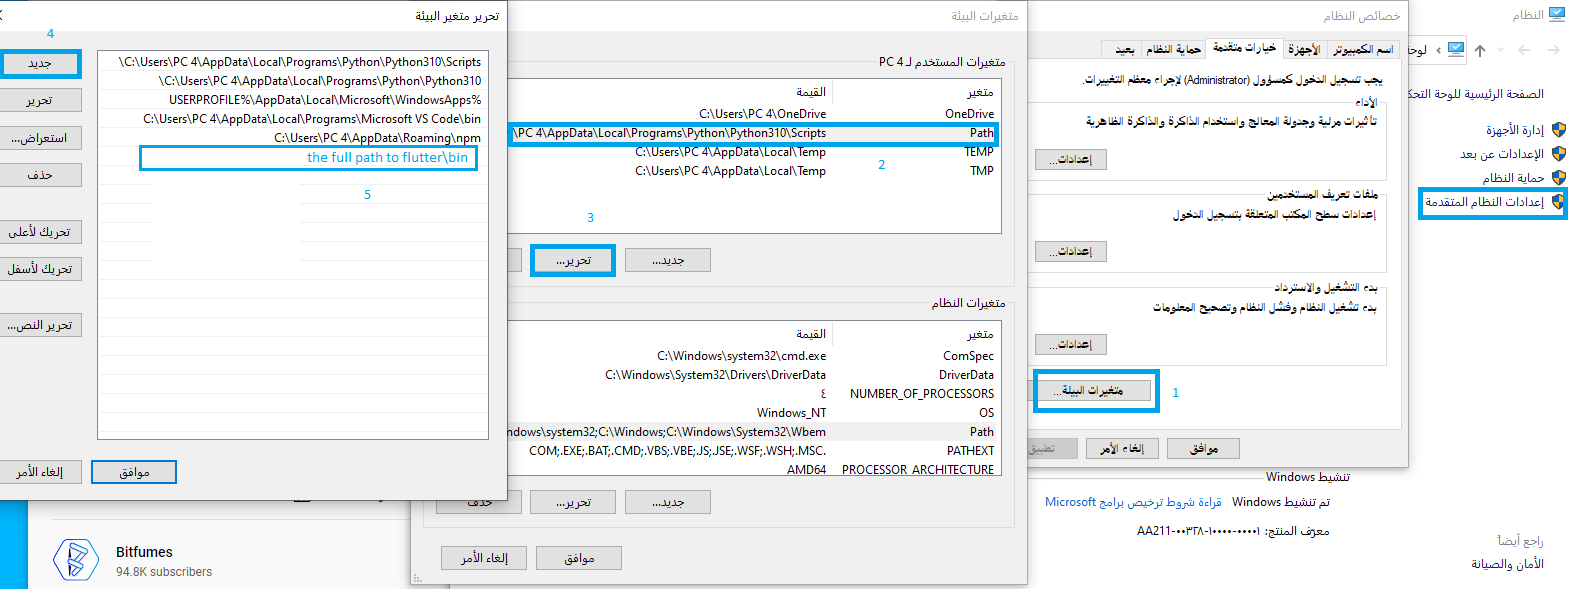 النظام
لوحة
الصفحة الرئيسية للوحة التحك
إدارة الأجهزة
الإعدادات عن بعد
حماية النظام
إعدادات النظام المتقدمة
تنشيط Windows
تم تنشيط Windows
قراءة شروط ترخيص برامج Microsoft
راجع أيضاً
الأمان والصيانة
خصائص النظام
اسم الكمبيوتر
الأجهزة
خيارات متقدمة
حماية النظام
بعيد
يجب تسجيل الدخول كمسؤول (Administrator) لإجراء معظم التغييرات.
الأداء
تأثيرات مرئية وجدولة المعالج واستخدام الذاكرة والذاكرة الظاهرية
إعدادات...
ملفات تعريف المستخدمين
إعدادات سطح المكتب المتعلقة بتسجيل الدخول
إعدادات...
بدء التشغيل والاسترداد
بدء تشغيل النظام وفشل النظام وتصحيح المعلومات
إعدادات...
متغيرات البيئة...
1
موافق
إلغاء الأمر
تطبيق
متغيرات البيئة
متغيرات المستخدم لـ PC 4
متغير
القيمة
OneDrive
C:\Users\PC 4\OneDrive
Path
\PC 4\AppData\Local\Programs\Python\Python310\Scripts
TEMP
C:\Users\PC 4\AppData\Local\Temp
TMP
C:\Users\PC 4\AppData\Local\Temp
2
3
جديد...
تحرير...
متغيرات النظام
متغير
القيمة
ComSpec
C:\Windows\system32\cmd.exe
DriverData
C:\Windows\System32\Drivers\DriverData
NUMBER_OF_PROCESSORS
٤
OS
Windows_NT
Path
ndows\system32;C:\Windows;C:\Windows\System32\Wbem
PATHEXT
COM;.EXE;.BAT;.CMD;.VBS;.VBE;.JS;.JSE;.WSF;.WSH;.MSC.
PROCESSOR_ARCHITECTURE
AMD64
جديد...
تحرير...
حذف
موافق
إلغاء الأمر
تحرير متغير البيئة
4
\C:\Users\PC 4\AppData\Local\Programs\Python\Python310\Scripts
\C:\Users\PC 4\AppData\Local\Programs\Python\Python310
USERPROFILE%\AppData\Local\Microsoft\WindowsApps%
C:\Users\PC 4\AppData\Local\Programs\Microsoft VS Code\bin
C:\Users\PC 4\AppData\Roaming\npm
the full path to flutter\bin
5
جديد
تحرير
استعراض...
حذف
تحريك لأعلى
تحريك لأسفل
تحرير النص...
موافق
إلغاء الأمر
Bitfumes
94.8K subscribers